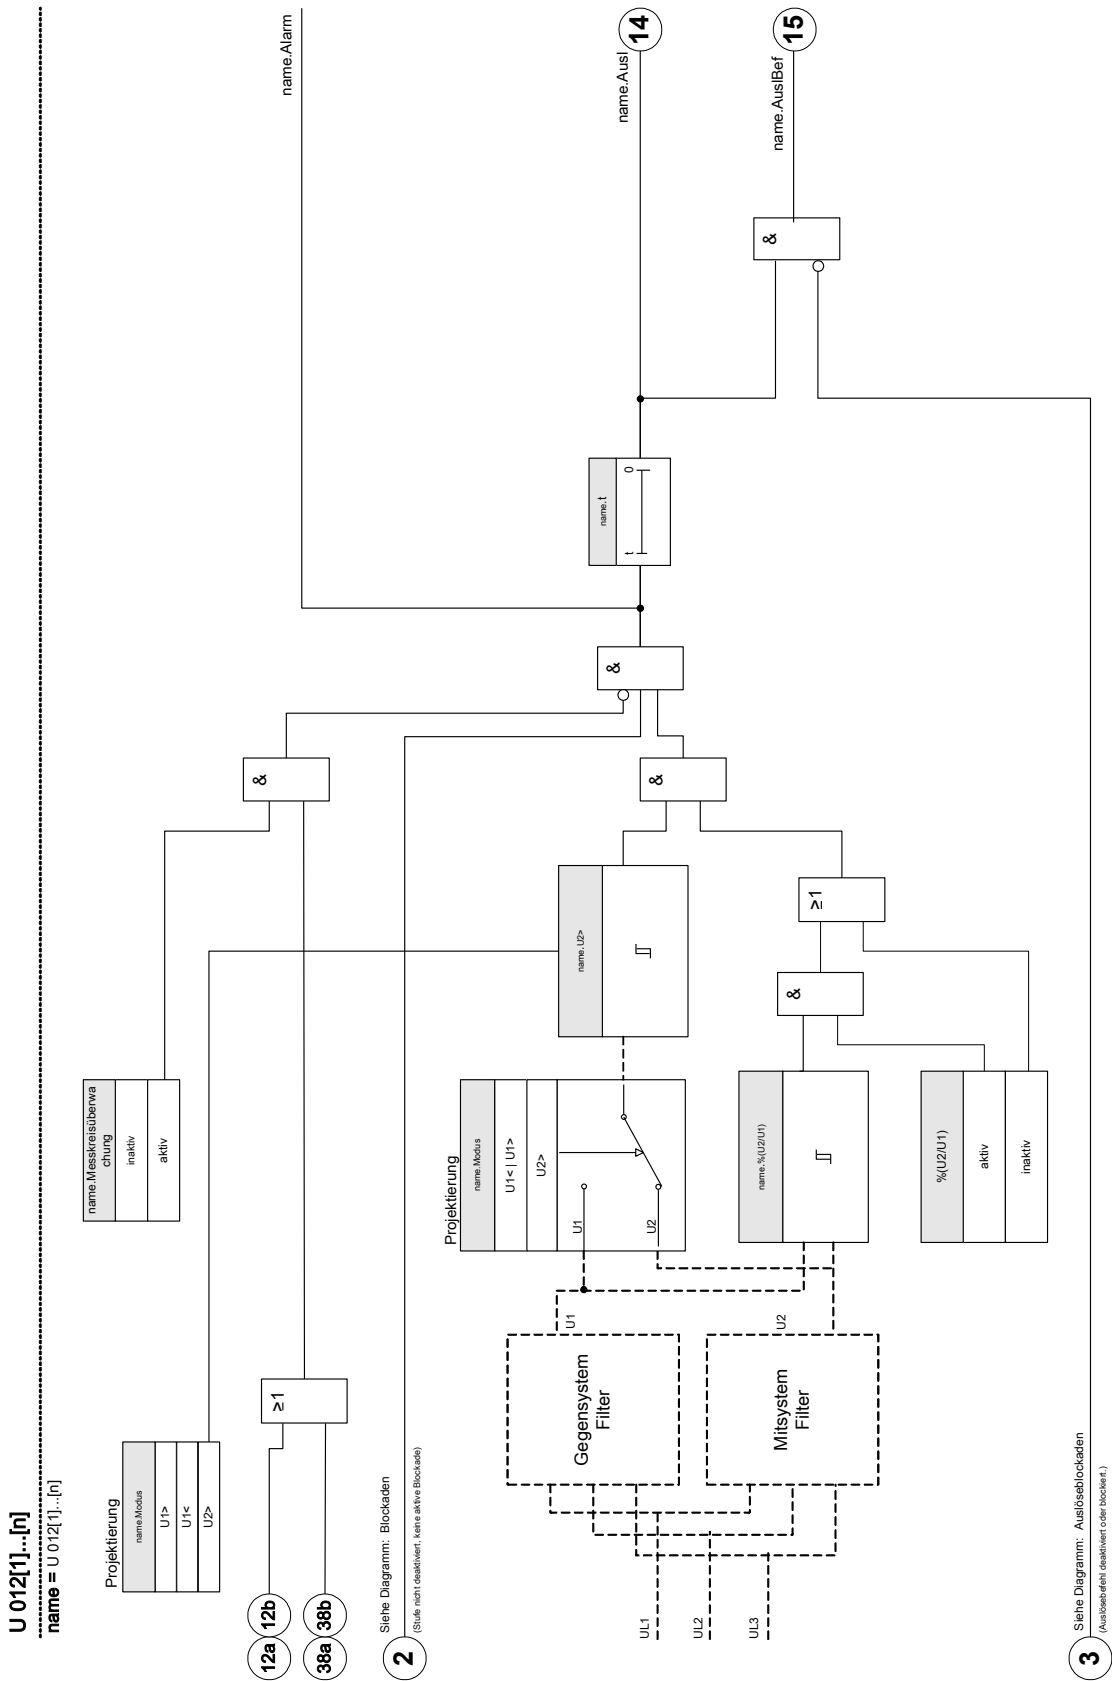 U 012[1]...[n]
name = U 012[1]...[n]
Projektierung
name.Modus
U1>
U1<
U2>
name.Messkreisüberwa
chung
inaktiv
aktiv
12a
12b
38a
38b
≥1
&
name.Alarm
2
Siehe Diagramm: Blockaden
(Stufe nicht deaktiviert, keine aktive Blockade)
Projektierung
name.Modus
U1< | U1>
U2>
U1
U2
name.U2>
&
&
name.t
t
0
name.Ausl
14
UL1
UL2
UL3
Gegensystem
Filter
U1
Mitsystem
Filter
U2
name.%(U2/U1)
%(U2/U1)
aktiv
inaktiv
&
≥1
&
name.AuslBef
15
3
Siehe Diagramm: Auslöseblockaden
(Auslösebefehl deaktiviert oder blockiert.)